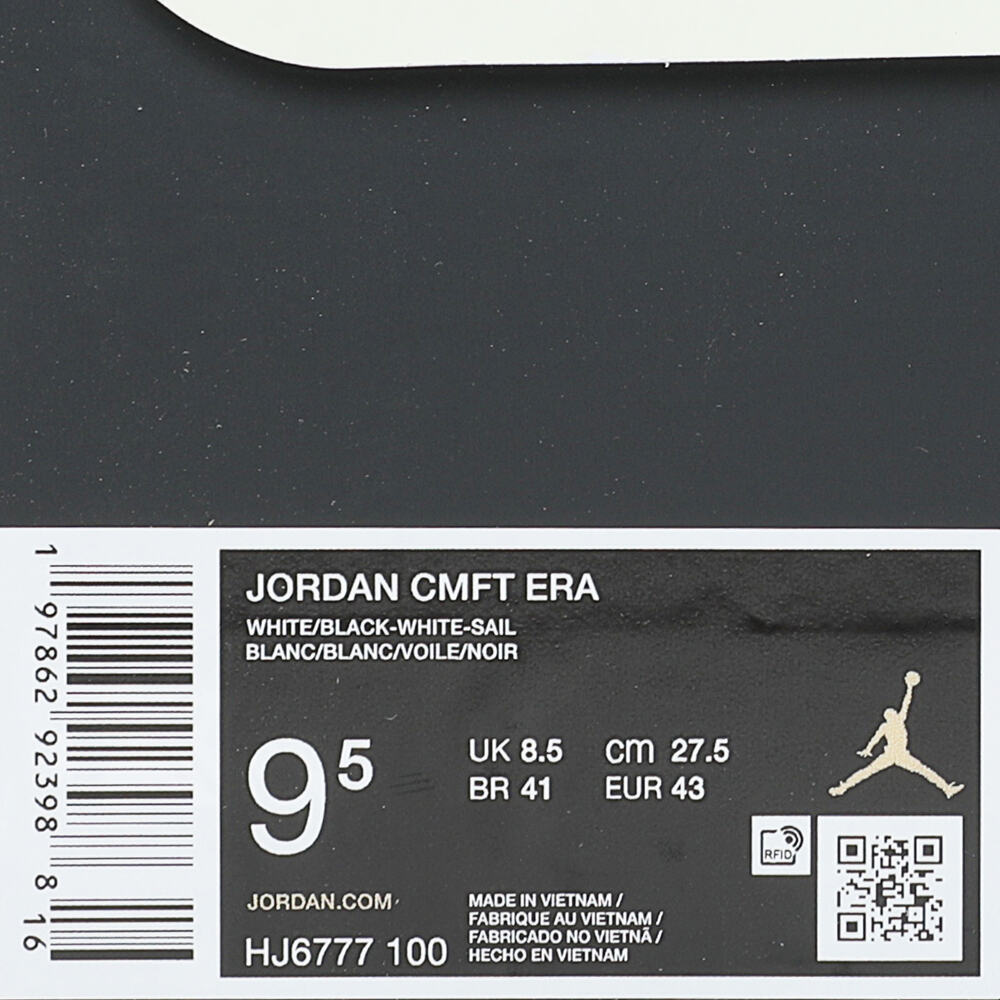 1 97862 92398 8 16
JORDAN CMFT ERA
WHITE/BLACK-WHITE-SAIL
BLANC/BLANC/VOILE/NOIR
9 5
UK 8.5 cm 27.5
BR 41 EUR 43
RFID
JORDAN.COM
HJ6777 100
MADE IN VIETNAM /
FABRIQUE AU VIETNAM /
FABRICADO NO VIETNÃ /
HECHO EN VIETNAM